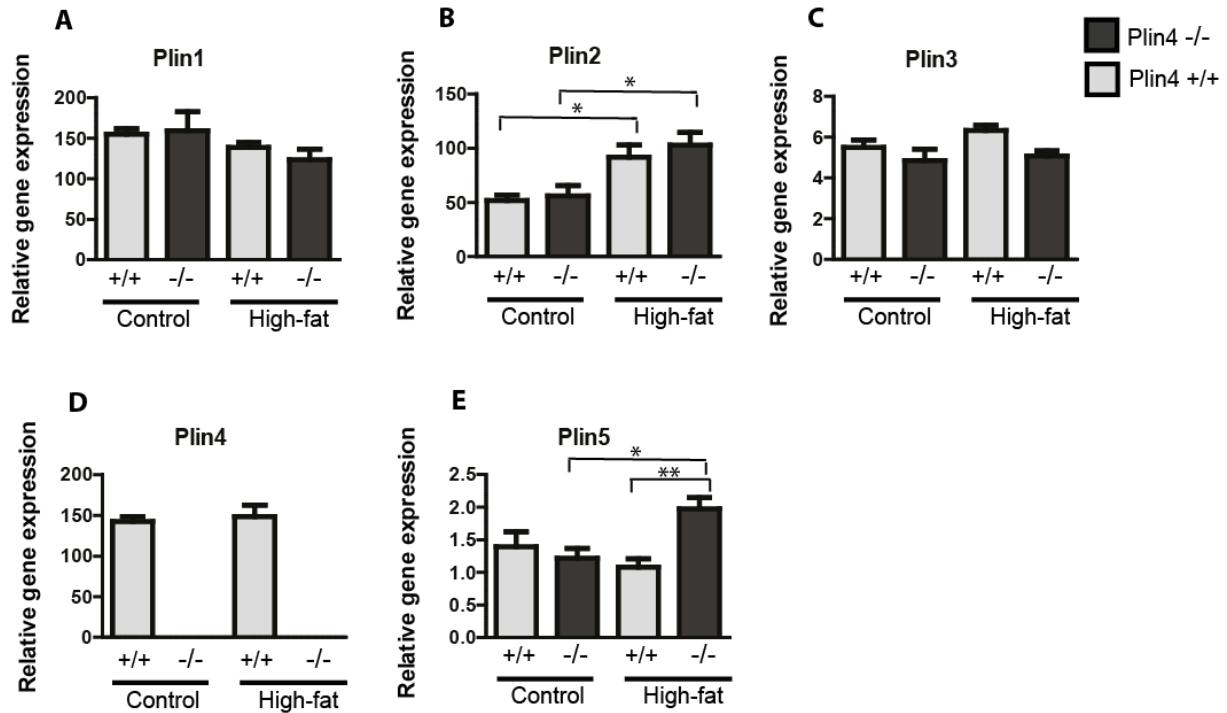 A
Plin1
Relative gene expression
200
150
100
50
0
+/+ -/- +/+ -/-
Control High-fat
B
Plin2
Relative gene expression
150
100
50
0
* *
+/+ -/- +/+ -/-
Control High-fat
C
Plin3
Relative gene expression
8
6
4
2
0
+/+ -/- +/+ -/-
Control High-fat
Plin4 -/-
Plin4 +/+
D
Plin4
Relative gene expression
200
150
100
50
0
+/+ -/- +/+ -/-
Control High-fat
E
Plin5
Relative gene expression
2.5
2.0
1.5
1.0
0.5
0.0
*
**
+/+ -/- +/+ -/-
Control High-fat